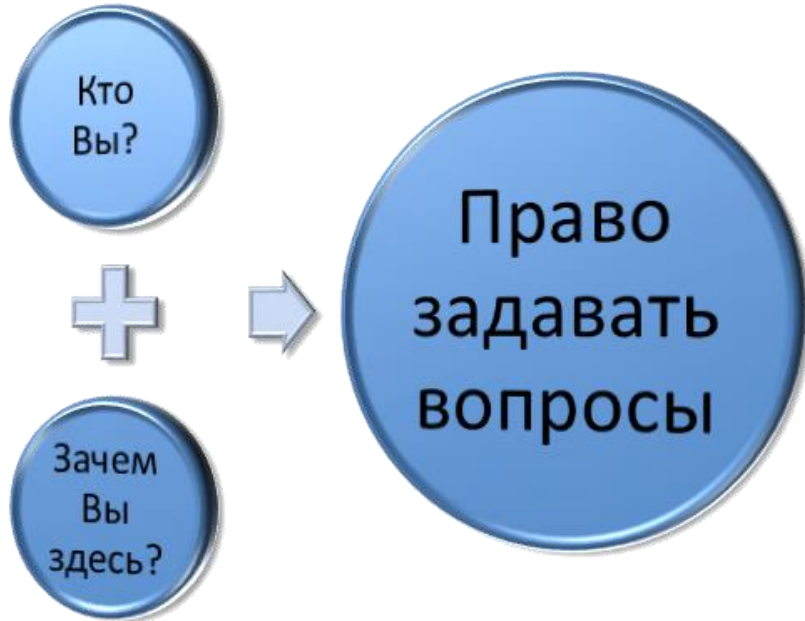 Кто
Вы?
Зачем
Вы
здесь?
Право
задавать
вопросы